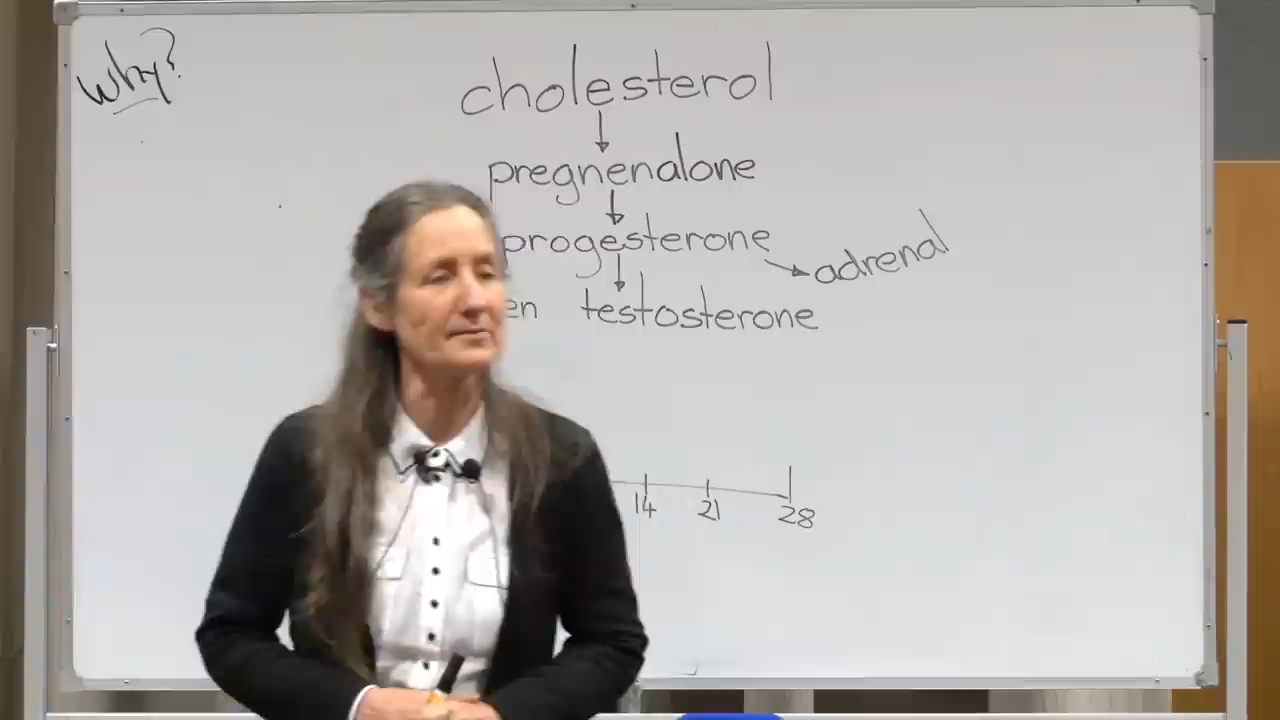 why?
cholesterol
pregnenalone
progesterone
adrenal
testosterone
14 21 28